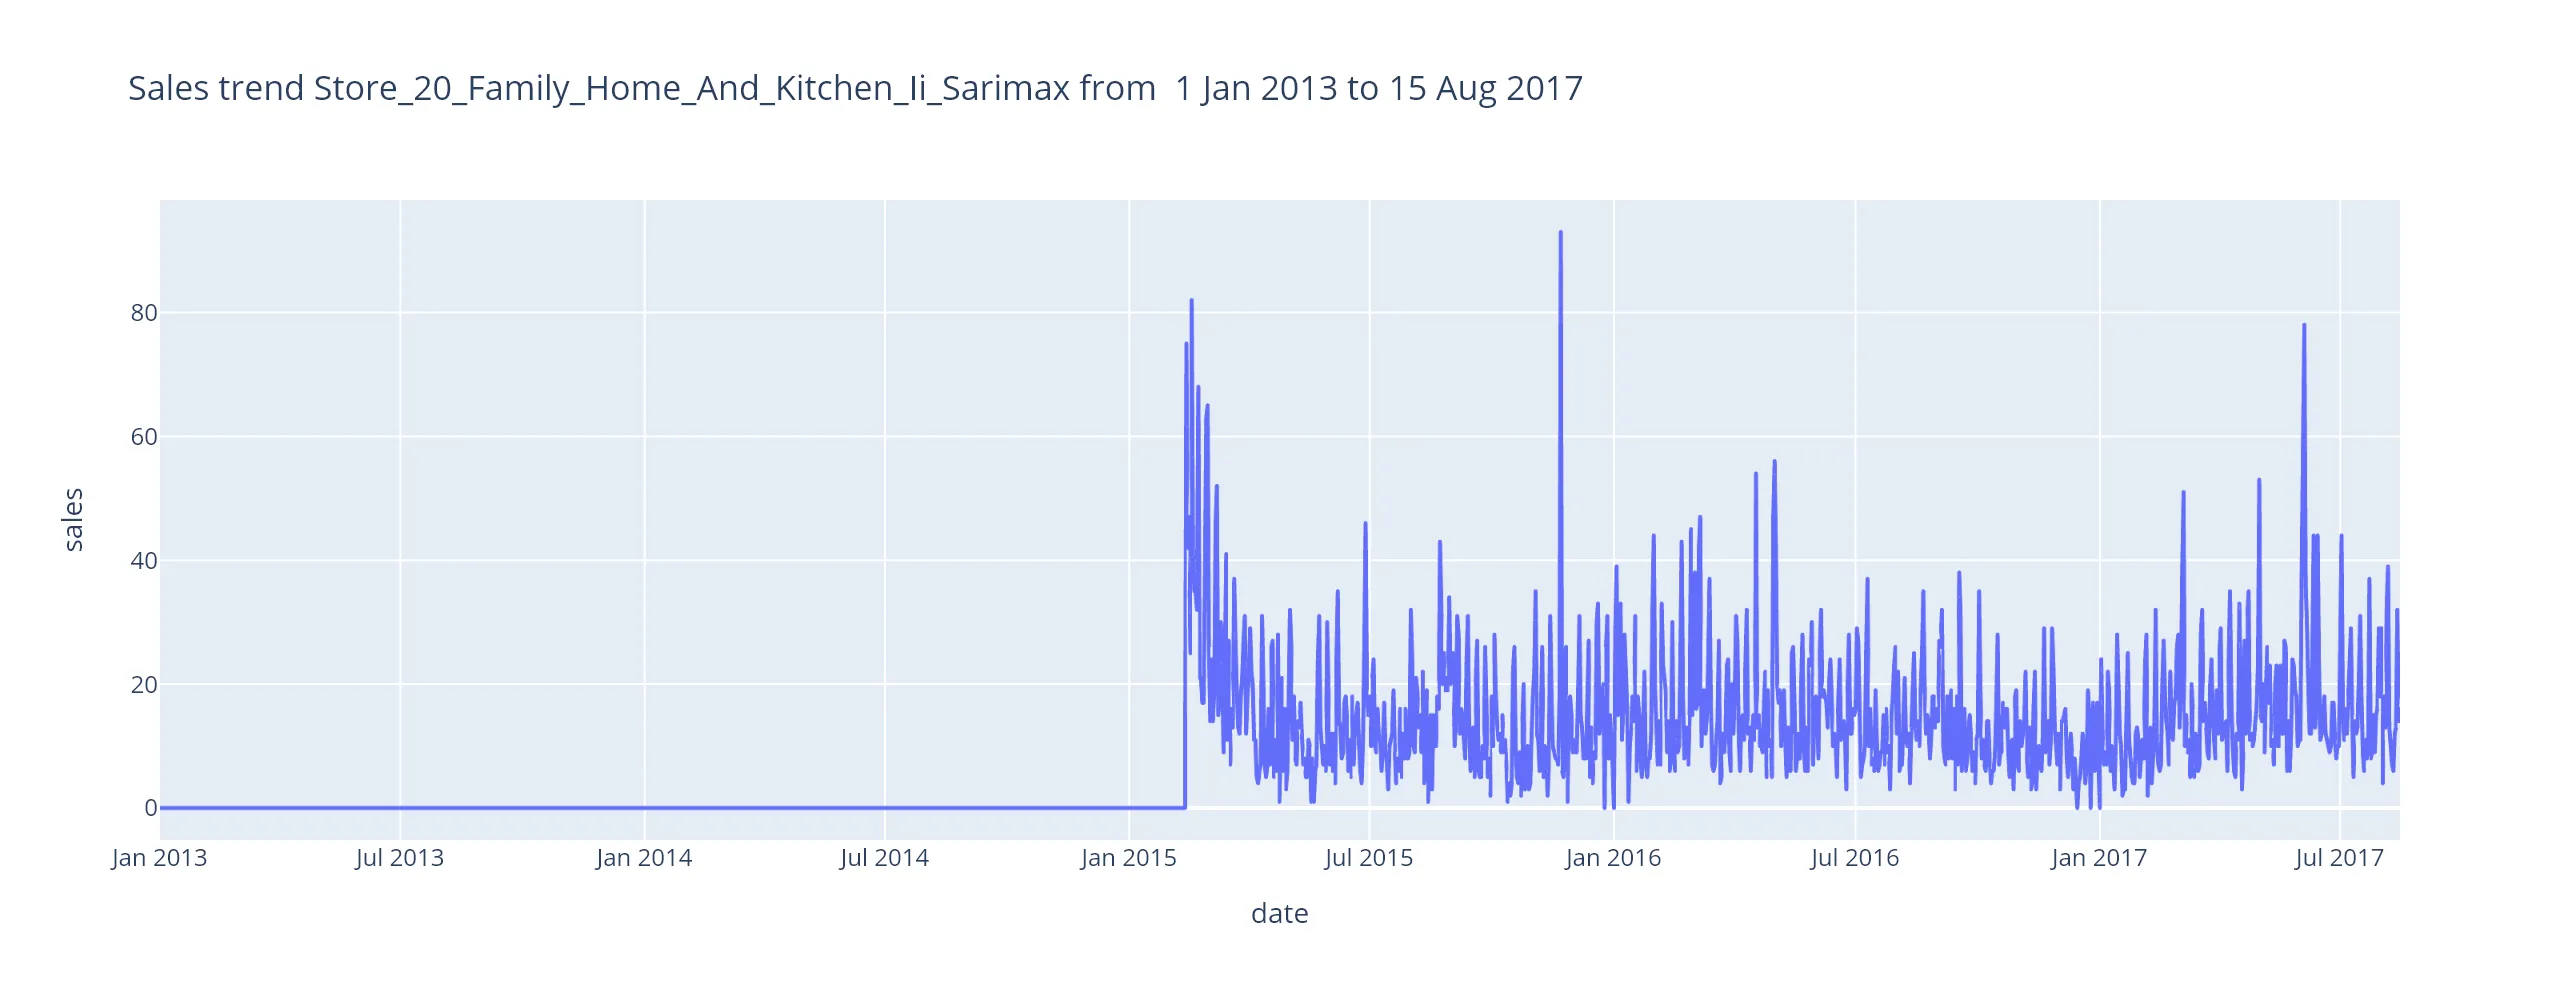 Sales trend Store_20_Family_Home_And_Kitchen_Ii_Sarimax from  1 Jan 2013 to 15 Aug 2017
80
60
40
20
0
sales
Jan 2013 Jul 2013 Jan 2014 Jul 2014 Jan 2015 Jul 2015 Jan 2016 Jul 2016 Jan 2017 Jul 2017
date